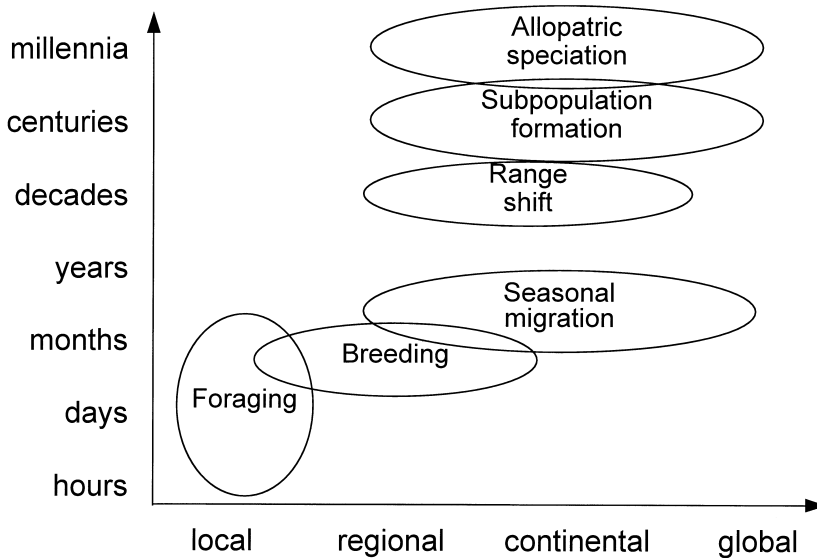 millennia
Allopatric
speciation
centuries
Subpopulation
formation
decades
Range
shift
years
Seasonal
migration
months
Breeding
Foraging
days
hours
local
regional
continental
global